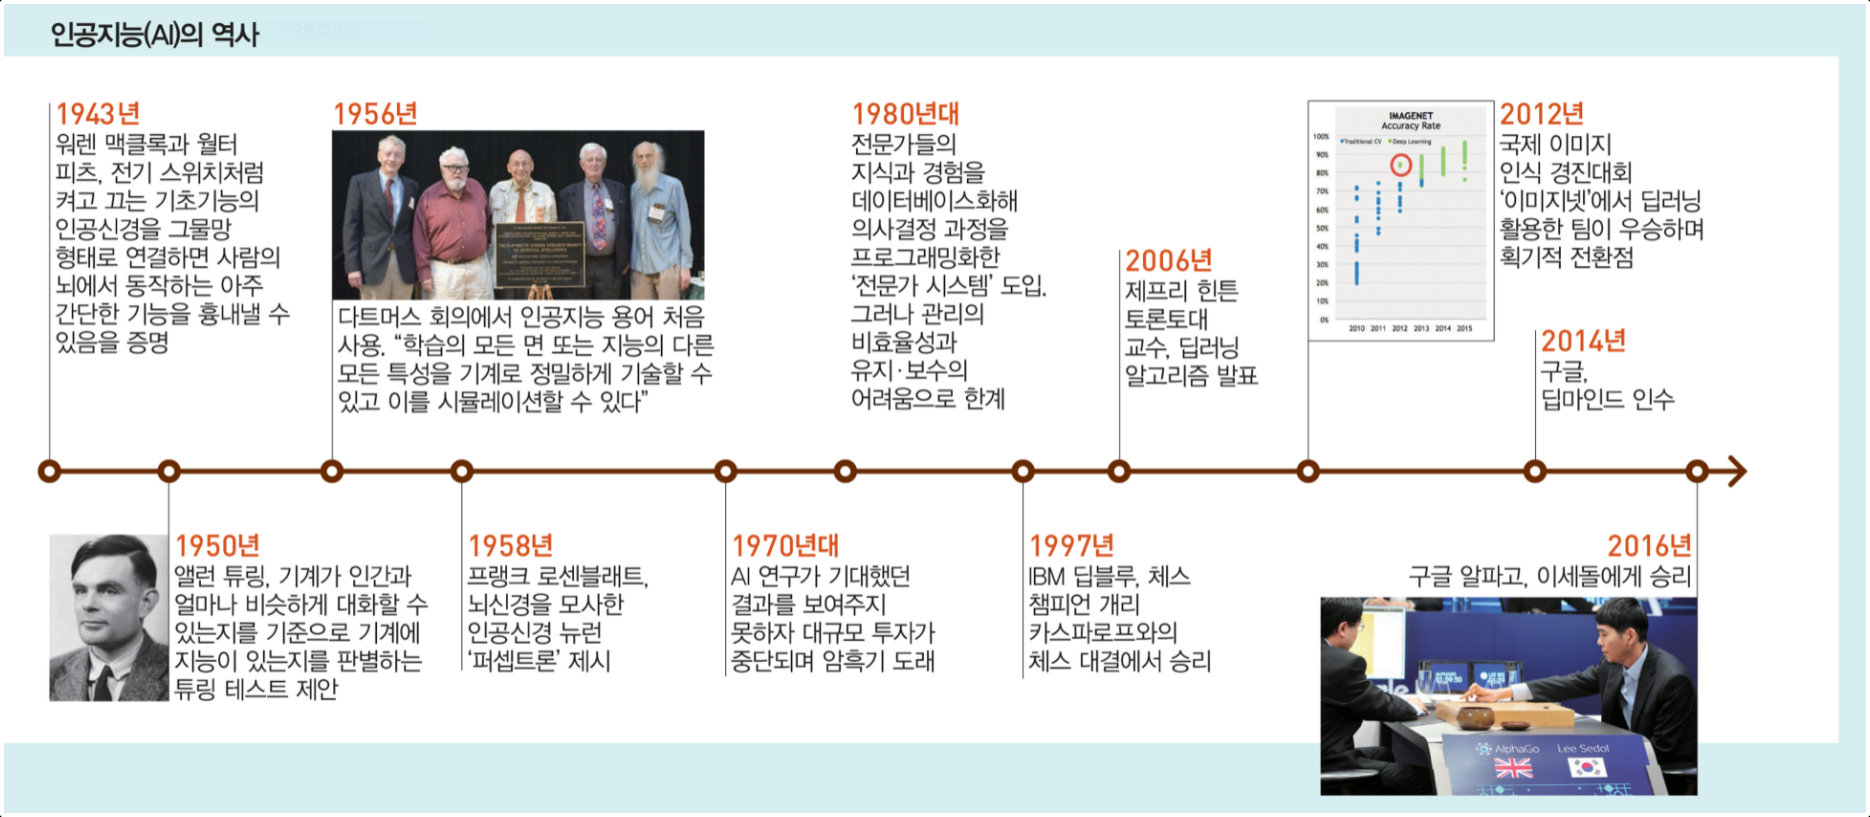 인공지능(AI)의 역사
1943년
워렌 맥클록과 월터
피츠, 전기 스위치처럼
켜고 끄는 기초기능의
인공신경을 그물망
형태로 연결하면 사람의
뇌에서 동작하는 아주
간단한 기능을 흉내낼 수
있음을 증명
1956년
다트머스 회의에서 인공지능 용어 처음
사용. “학습의 모든 면 또는 지능의 다른
모든 특성을 기계로 정밀하게 기술할 수
있고 이를 시뮬레이션할 수 있다”
1980년대
전문가들의
지식과 경험을
데이터베이스화해
의사결정 과정을
프로그래밍화한
‘전문가 시스템’ 도입.
그러나 관리의
비효율성과
유지·보수의
어려움으로 한계
2006년
제프리 힌튼
토론토대
교수, 딥러닝
알고리즘 발표
IMAGENET
Accuracy Rate
Traditional CV Deep Learning
100%
90%
80%
70%
60%
50%
40%
30%
20%
10%
0%
2010 2011 2012 2013 2014 2015
2012년
국제 이미지
인식 경진대회
‘이미지넷’에서 딥러닝
활용한 팀이 우승하며
획기적 전환점
2014년
구글,
딥마인드 인수
1950년
앨런 튜링, 기계가 인간과
얼마나 비슷하게 대화할 수
있는지를 기준으로 기계에
지능이 있는지를 판별하는
튜링 테스트 제안
1958년
프랭크 로센블래트,
뇌신경을 모사한
인공신경 뉴런
‘퍼셉트론’ 제시
1970년대
AI 연구가 기대했던
결과를 보여주지
못하자 대규모 투자가
중단되며 암흑기 도래
1997년
IBM 딥블루, 체스
챔피언 개리
카스파로프와의
체스 대결에서 승리
2016년
구글 알파고, 이세돌에게 승리
AlphaGo Lee Sedol